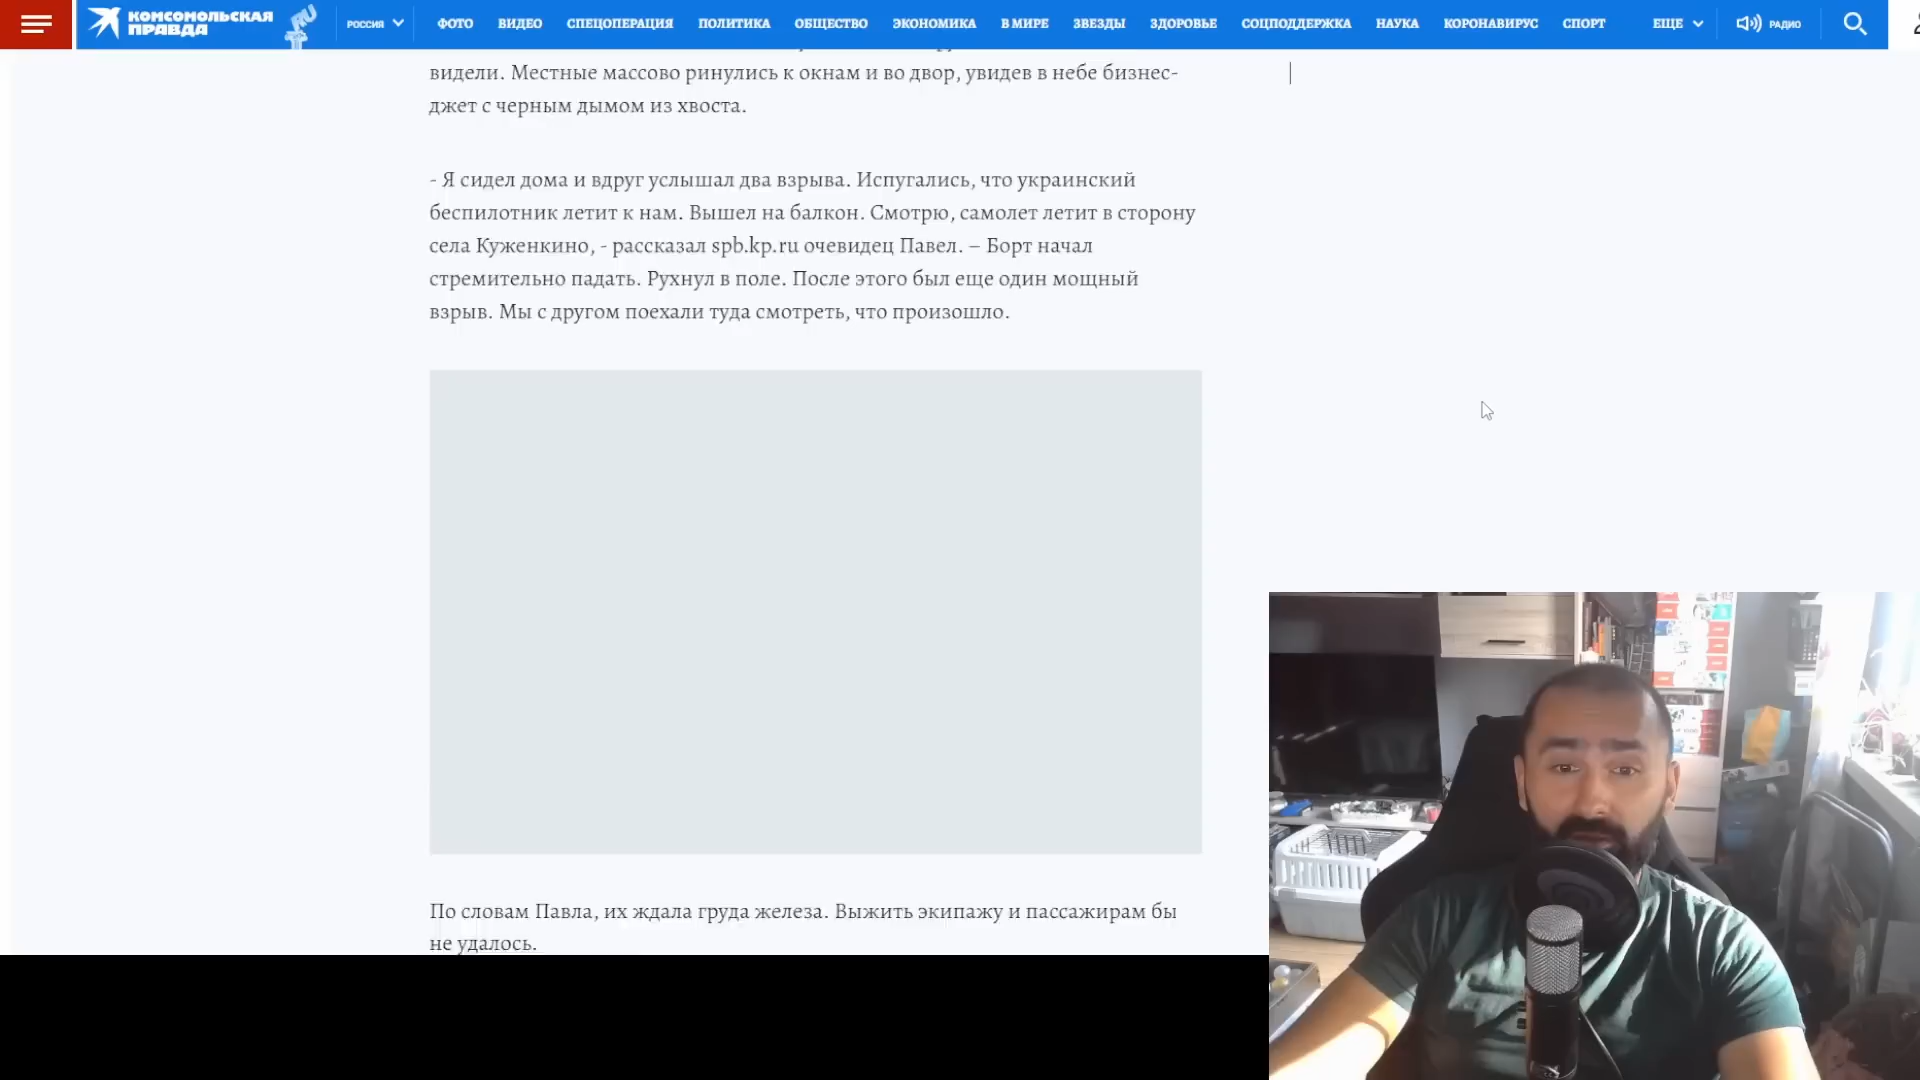 КОМСОМОЛЬСКАЯ
ПРАВДА
.RU
РОССИЯ
ФОТО
ВИДЕО
СПЕЦОПЕРАЦИЯ
ПОЛИТИКА
ОБЩЕСТВО
ЭКОНОМИКА
В МИРЕ
ЗВЕЗДЫ
ЗДОРОВЬЕ
СОЦПОДДЕРЖКА
НАУКА
КОРОНАВИРУС
СПОРТ
ЕЩЕ
РАДИО
видели. Местные массово ринулись к окнам и во двор, увидев в небе бизнес-
джет с черным дымом из хвоста.
- Я сидел дома и вдруг услышал два взрыва. Испугались, что украинский
беспилотник летит к нам. Вышел на балкон. Смотрю, самолет летит в сторону
села Куженкино, - рассказал spb.kp.ru очевидец Павел. – Борт начал
стремительно падать. Рухнул в поле. После этого был еще один мощный
взрыв. Мы с другом поехали туда смотреть, что произошло.
По словам Павла, их ждала груда железа. Выжить экипажу и пассажирам бы
не удалось.